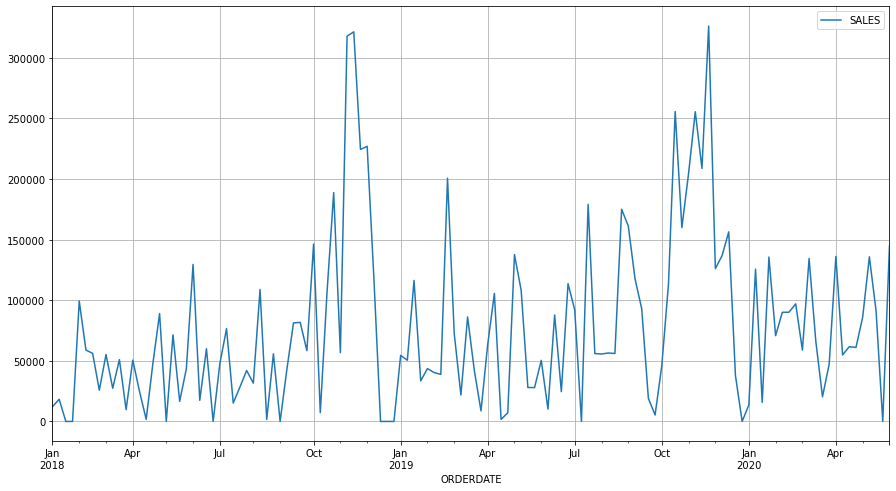 SALES
300000
250000
200000
150000
100000
50000
0
Jan Apr Jul Oct Jan Apr Jul Oct Jan Apr
2018 2019 2020
ORDERDATE